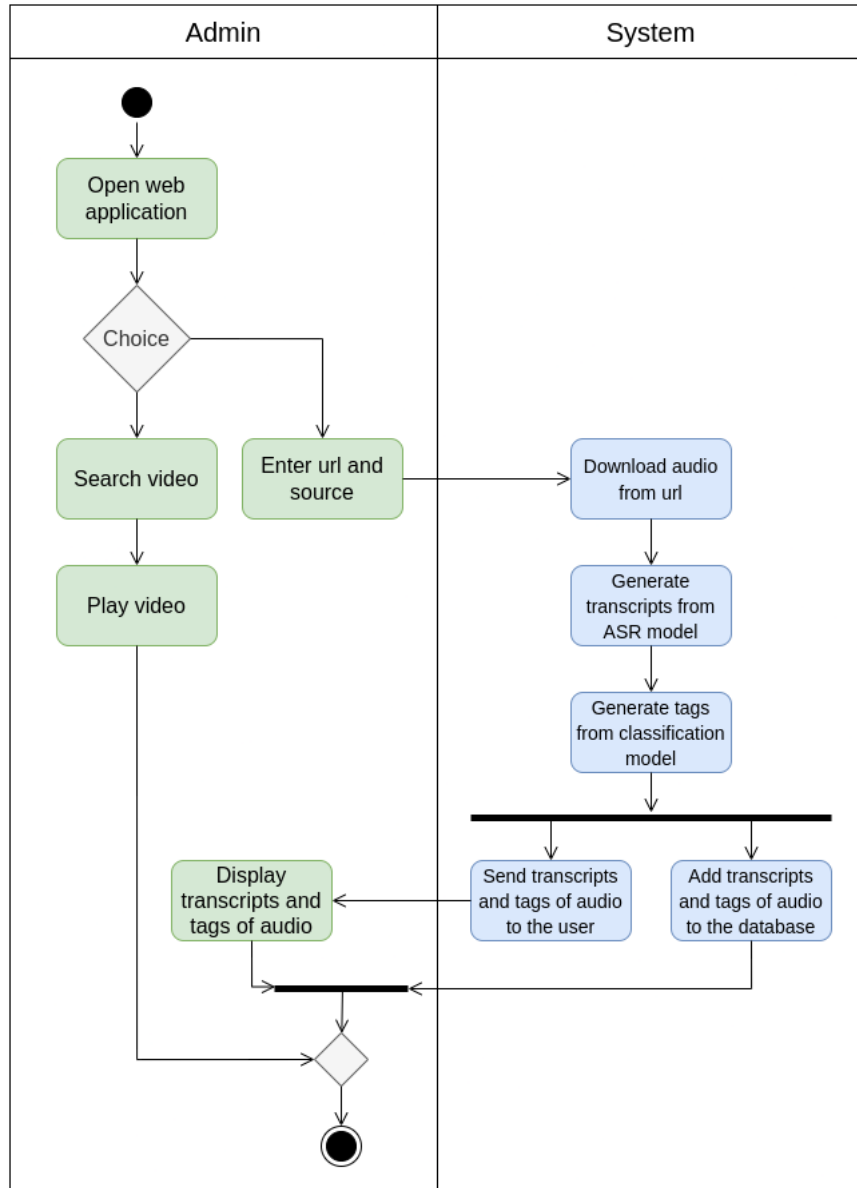 Admin
System
Open web
application
Choice
Search video
Enter url and
source
Download audio
from url
Play video
Generate
transcripts from
ASR model
Generate tags
from classification
model
Display
transcripts and
tags of audio
Send transcripts
and tags of audio
to the user
Add transcripts
and tags of audio
to the database